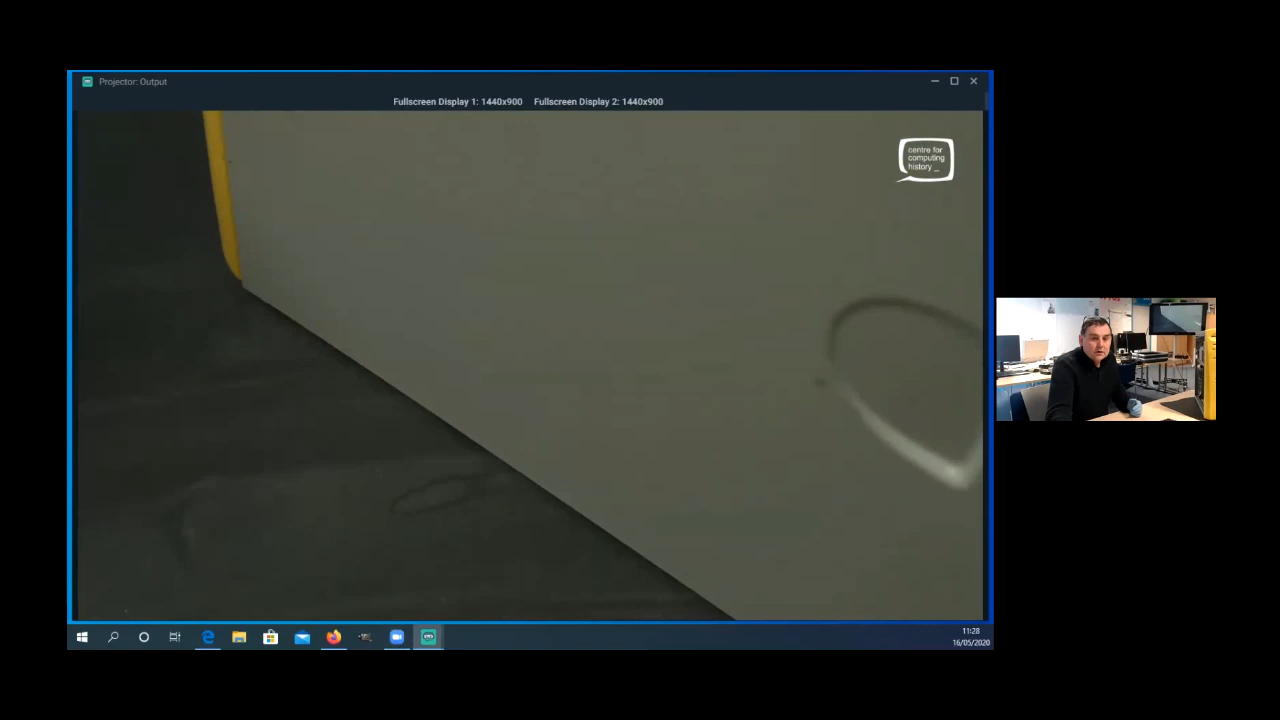 Projector: Output
Fullscreen Display 1: 1440x900 Fullscreen Display 2: 1440x900
centre for
computing
history _
11:28
16/05/2020